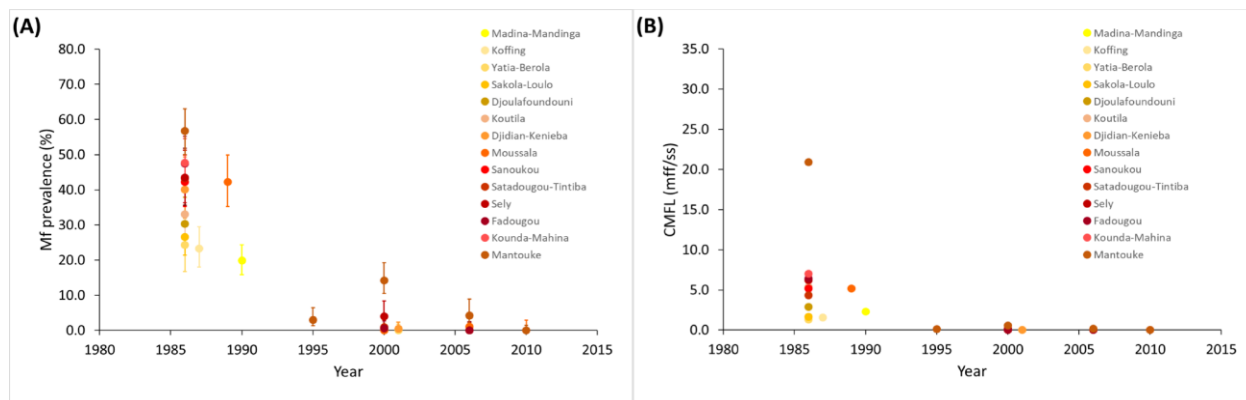 (A)
80.0
70.0
60.0
50.0
40.0
30.0
20.0
10.0
0.0
Mf prevalence (%)
1980 1985 1990 1995 2000 2005 2010 2015
Year
Madina-Mandinga
Koffing
Yatia-Berola
Sakola-Loulo
Djoulafoundouni
Koutila
Djidian-Kenieba
Moussala
Sanoukou
Satadougou-Tintiba
Sely
Fadougou
Kounda-Mahina
Mantouke
(B)
35.0
30.0
25.0
20.0
15.0
10.0
5.0
0.0
CMFL (mff/ss)
1980 1985 1990 1995 2000 2005 2010 2015
Year
Madina-Mandinga
Koffing
Yatia-Berola
Sakola-Loulo
Djoulafoundouni
Koutila
Djidian-Kenieba
Moussala
Sanoukou
Satadougou-Tintiba
Sely
Fadougou
Kounda-Mahina
Mantouke